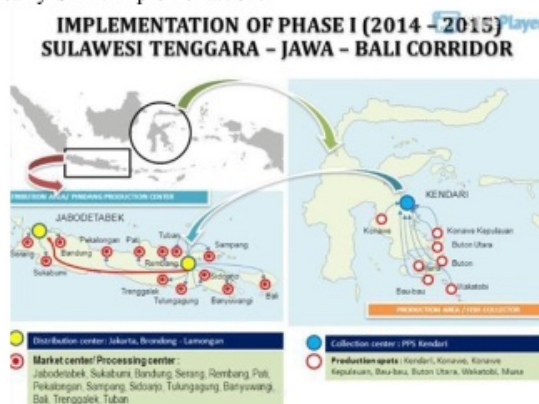 IMPLEMENTATION OF PHASE I (2014 – 2015)
SULAWESI TENGGARA – JAWA – BALI CORRIDOR
Player
PINDANG PRODUCTION CENTER
JABODETABEK
Serang
Bandung
Sukabumi
Pekalongan
Pati
Rembang
Tuban
Sampang
Sidoarjo
Trenggalek
Tulungagung
Banyuwangi
Bali
KENDARI
Konawe
Konawe Kepulauan
Buton Utara
Buton
Wakatobi
Bau-bau
PRODUCTION AREA / FISH COLLECTOR
Distribution center: Jakarta, Brondong - Lamongan
Market center/ Processing center :
Jabodetabek, Sukabumi, Bandung, Serang, Rembang, Pati,
Pekalongan, Sampang, Sidoarjo, Tulungagung, Banyuwangi,
Bali, Trenggalek, Tuban
Collection center : PPS Kendari
Production spots : Kendari, Konawe, Konawe
Kepulauan, Bau-bau, Buton Utara, Wakatobi, Muna